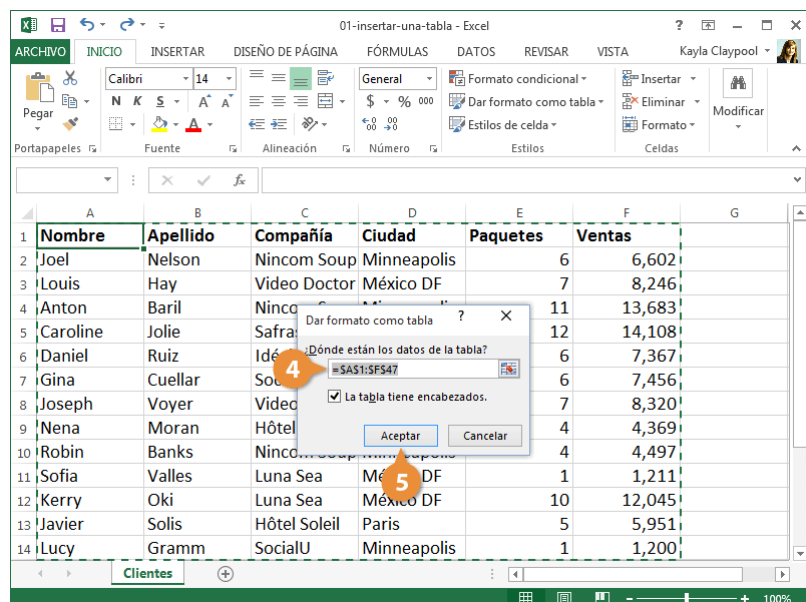 01-insertar-una-tabla - Excel
ARCHIVO INICIO INSERTAR DISEÑO DE PÁGINA FÓRMULAS DATOS REVISAR VISTA Kayla Claypool
Calibri 14 General Formato condicional Insertar
Pegar N K S A A $ % 000 Dar formato como tabla Eliminar Modificar
A Estilos de celda Formato
Portapapeles Fuente Alineación Número Estilos Celdas
fx
A B C D E F G
1 Nombre Apellido Compañía Ciudad Paquetes Ventas
2 Joel Nelson Nincom Soup Minneapolis 6 6,602
3 Louis Hay Video Doctor México DF 7 8,246
4 Anton Baril 11 13,683
5 Caroline Jolie 12 14,108
6 Daniel Ruiz 6 7,367
7 Gina Cuellar 6 7,456
8 Joseph Voyer Video 7 8,320
9 Nena Moran Hôtel 4 4,369
10 Robin Banks 4 4,497
11 Sofia Valles Luna Sea DF 1 1,211
12 Kerry Oki Luna Sea México DF 10 12,045
13 Javier Solis Hôtel Soleil Paris 5 5,951
14 Lucy Gramm SocialU Minneapolis 1 1,200
Dar formato como tabla ? X
¿Dónde están los datos de la tabla?
4 =$A$1:$F$47
La tabla tiene encabezados.
Aceptar Cancelar
5
Clientes
100%